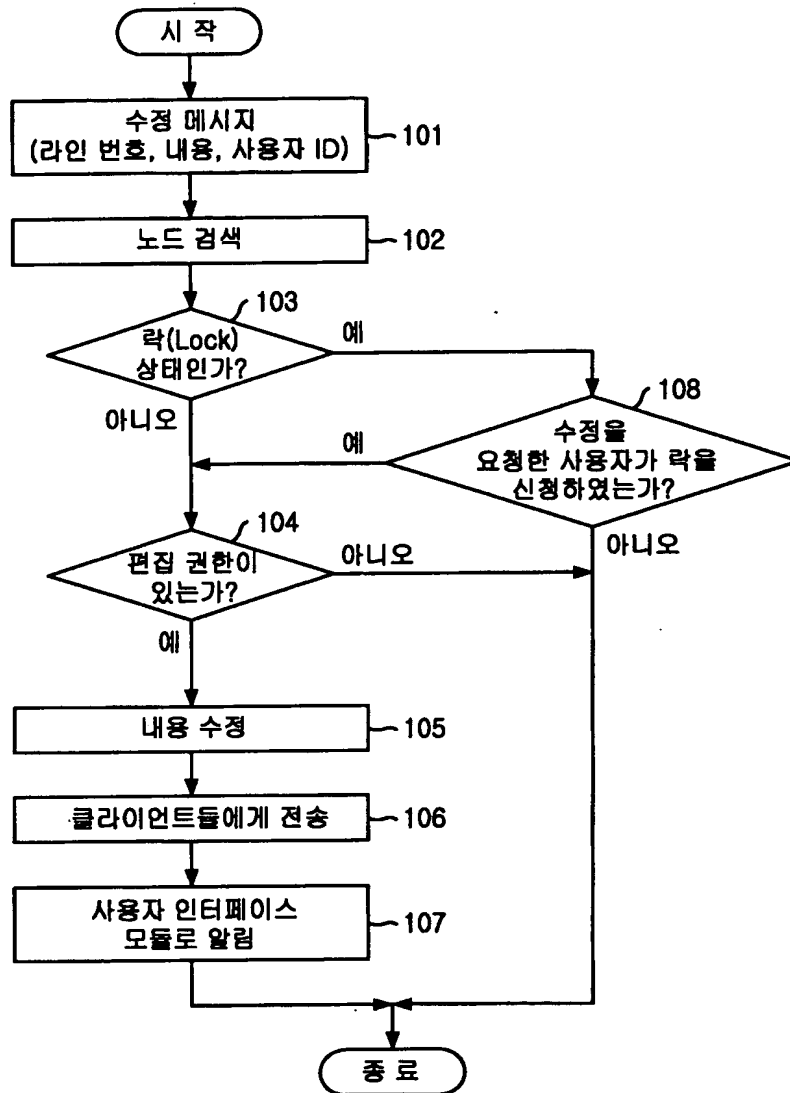 시 작
수정 메시지
(라인 번호, 내용, 사용자 ID)
101
노드 검색
102
103
락(Lock)
상태인가?
예
아니오
108
수정을
요청한 사용자가 락을
신청하였는가?
예
아니오
104
편집 권한이
있는가?
아니오
예
내용 수정
105
클라이언트들에게 전송
106
사용자 인터페이스
모듈로 알림
107
종 료